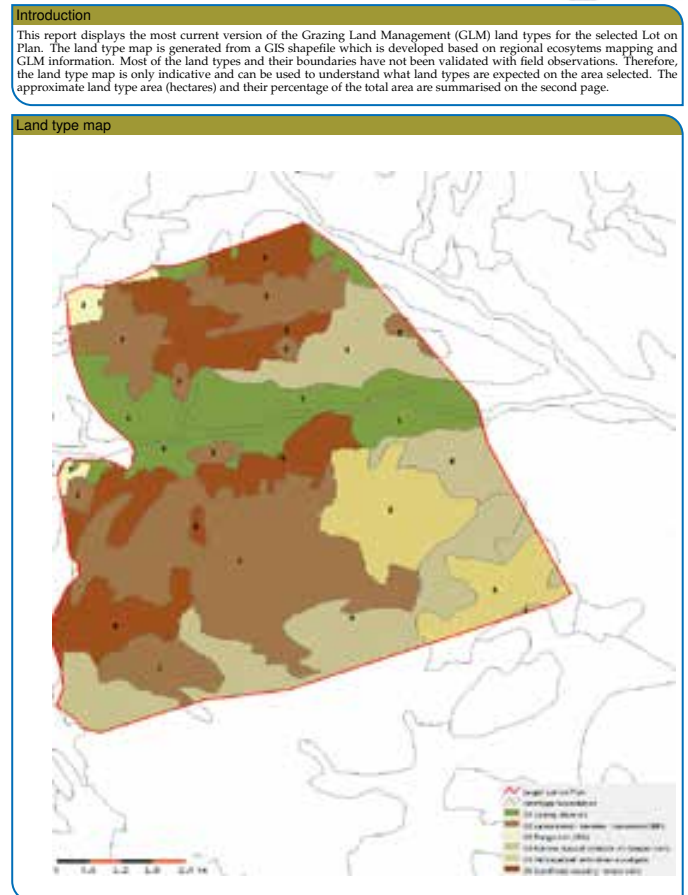 Introduction
This report displays the most current version of the Grazing Land Management (GLM) land types for the selected Lot on
Plan. The land type map is generated from a GIS shapefile which is developed based on regional ecosytems mapping and
GLM information. Most of the land types and their boundaries have not been validated with field observations. Therefore,
the land type map is only indicative and can be used to understand what land types are expected on the area selected. The
approximate land type area (hectares) and their percentage of the total area are summarised on the second page.
Land type map